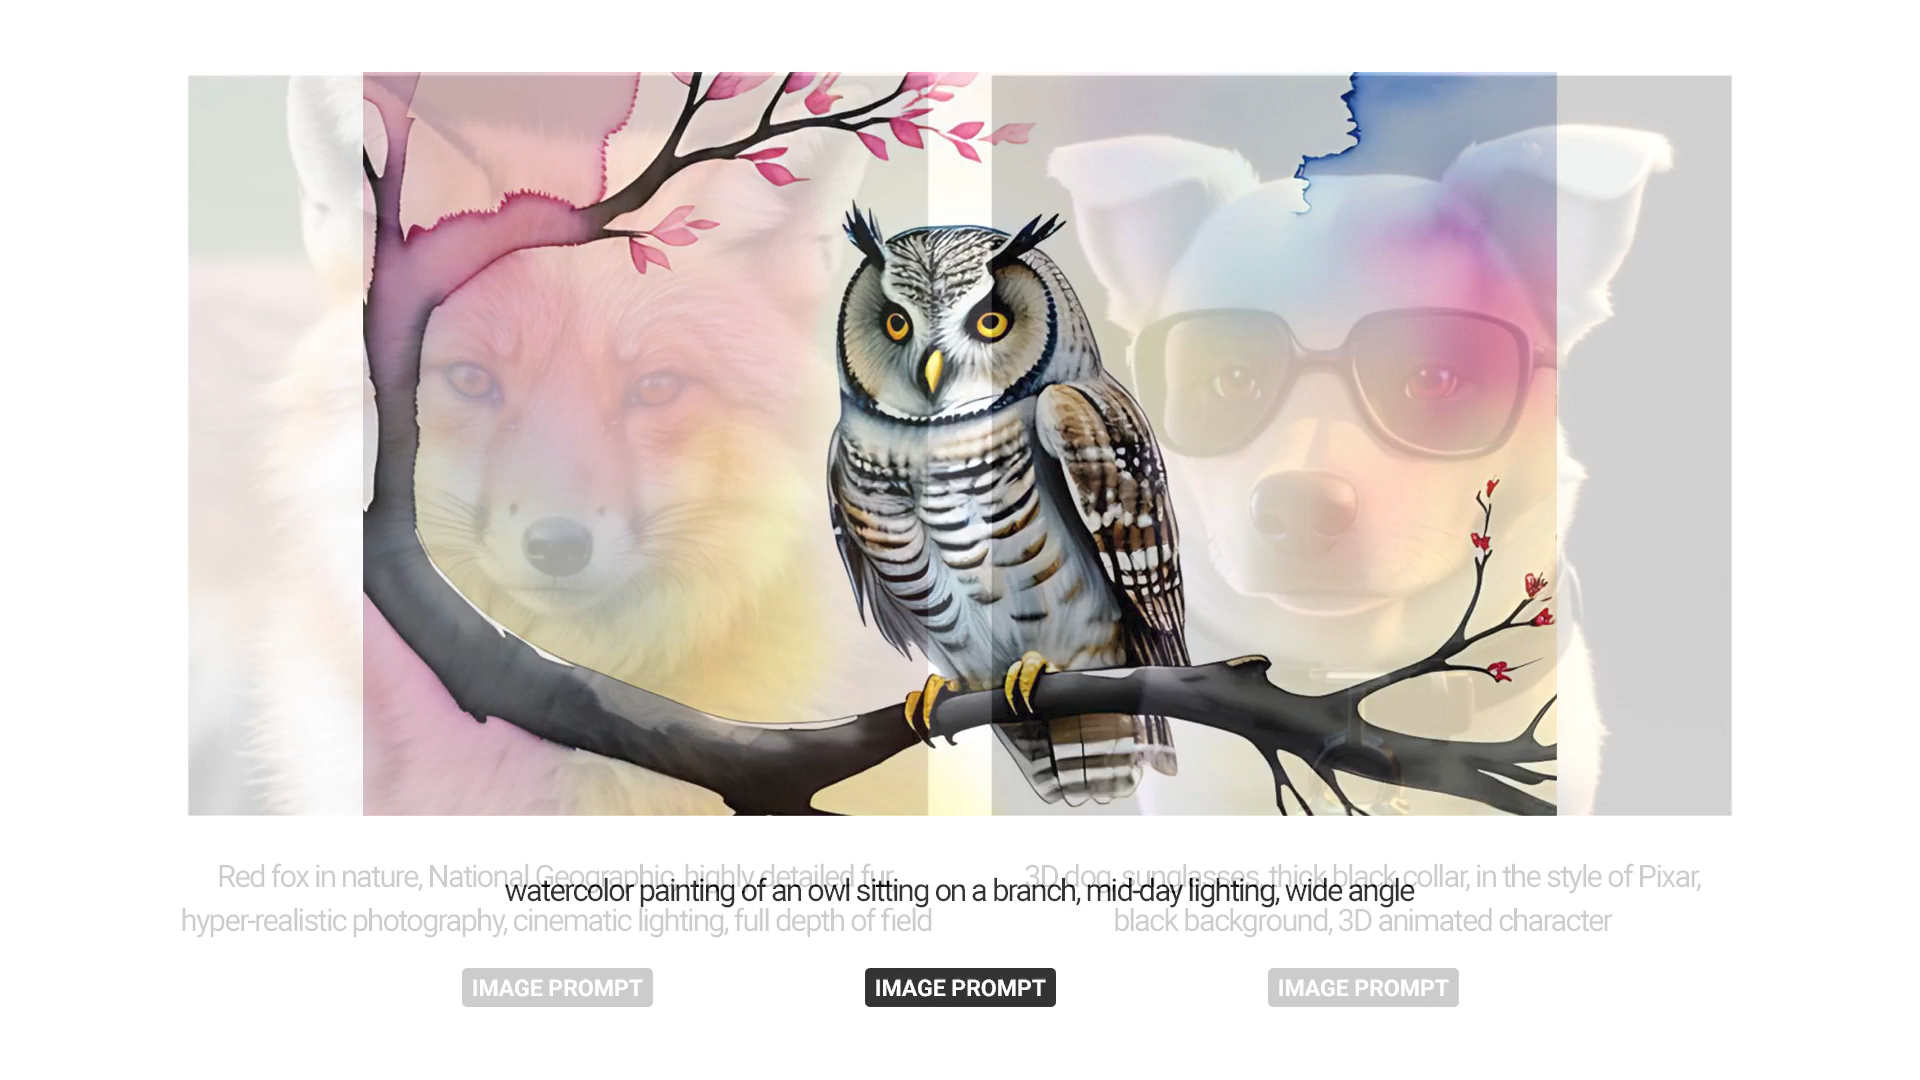 Red fox in nature, National Geographic, highly detailed fur,
hyper-realistic photography, cinematic lighting, full depth of field
watercolor painting of an owl sitting on a branch, mid-day lighting, wide angle
3D dog, sunglasses, thick black collar, in the style of Pixar,
black background, 3D animated character
IMAGE PROMPT
IMAGE PROMPT
IMAGE PROMPT